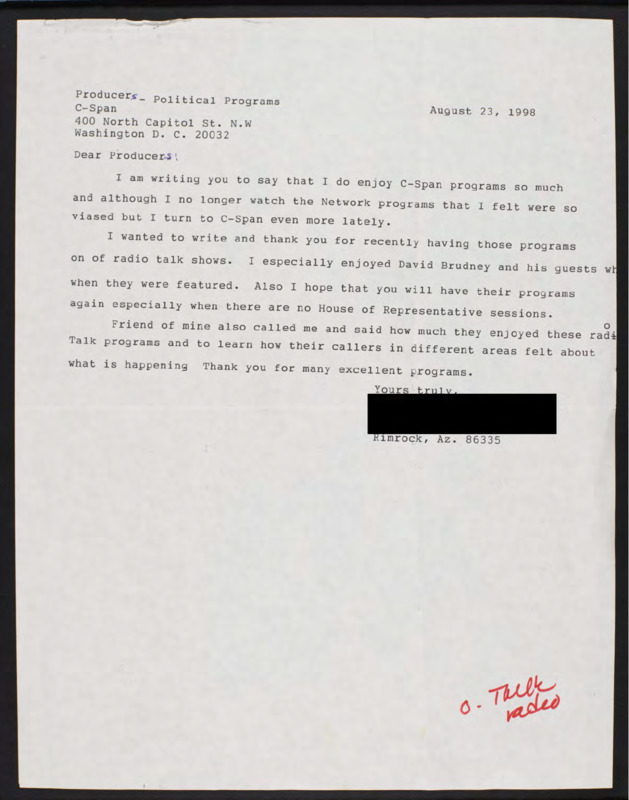 Producers - Political Programs
C-Span
400 North Capitol St. N.W
Washington D. C. 20032
August 23, 1998
Dear Producers:
I am writing you to say that I do enjoy C-Span programs so much
and although I no longer watch the Network programs that I felt were so
viased but I turn to C-Span even more lately.
I wanted to write and thank you for recently having those programs
on of radio talk shows. I especially enjoyed David Brudney and his guests wh
when they were featured. Also I hope that you will have their programs
again especially when there are no House of Representative sessions.
Friend of mine also called me and said how much they enjoyed these radio
Talk programs and to learn how their callers in different areas felt about
what is happening Thank you for many excellent programs.
Yours truly,
Rimrock, Az. 86335
O. Talk
radio